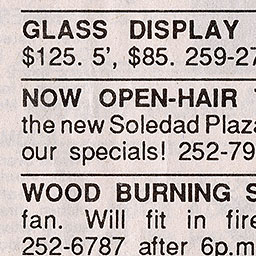 GLASS DISPLAY
$125. 5', $85. 259-27
NOW OPEN-HAIR
the new Soledad Plaza
our specials! 252-79
WOOD BURNING S
fan. Will fit in fire
252-6787 after 6p.m